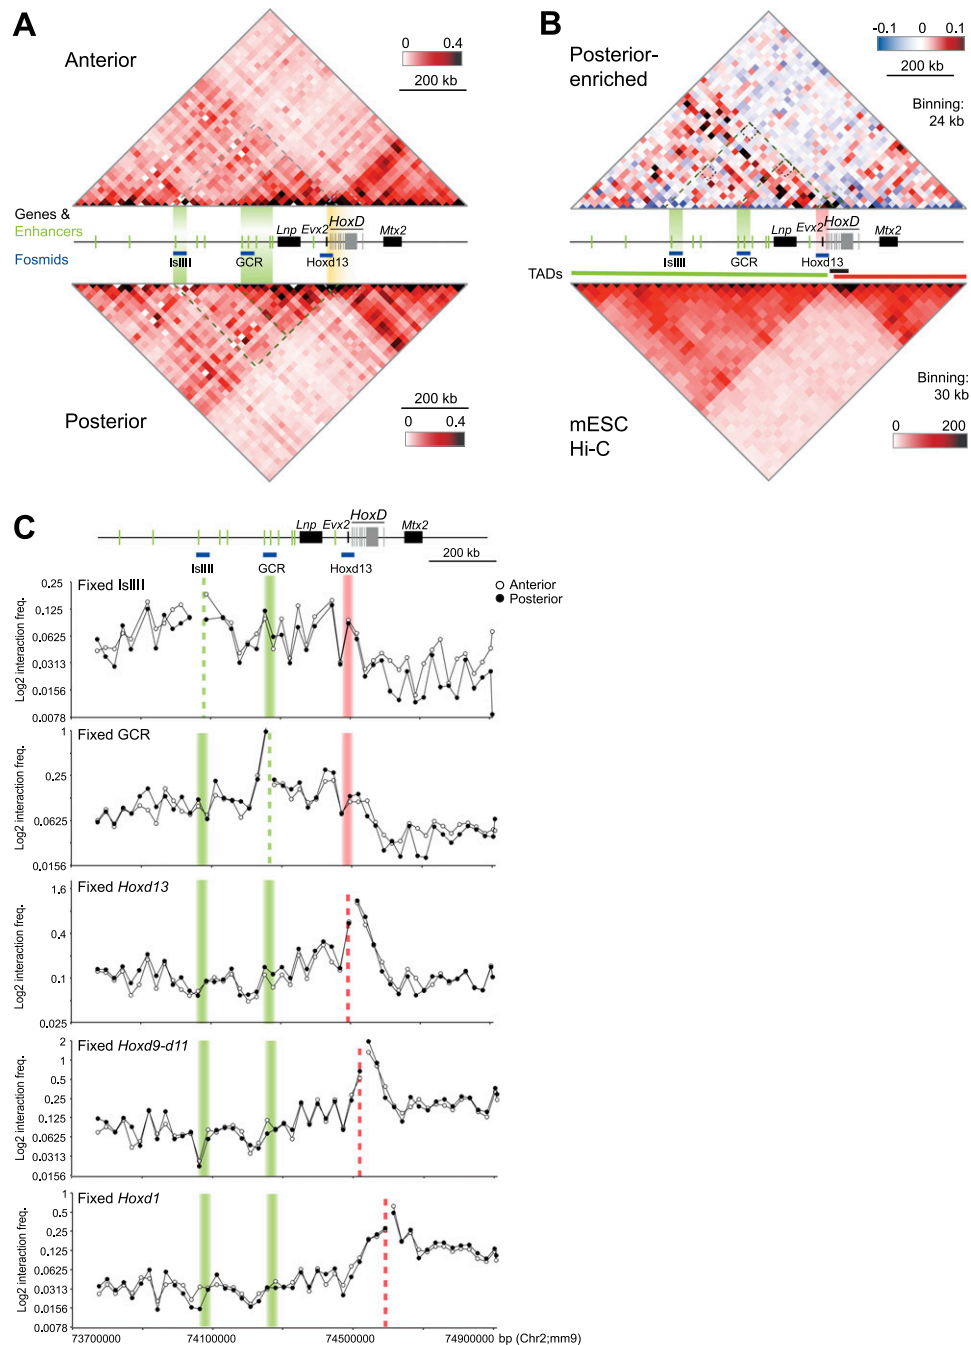 A
Anterior
0 0.4
200 kb
B
Posterior-
enriched
-0.1 0 0.1
200 kb
Binning:
24 kb
Genes &
Enhancers
Fosmids
Lnp Evx2 HoxD Mtx2
IsIIIII GCR Hoxd13
Lnp Evx2 HoxD Mtx2
IsIIIII GCR Hoxd13
TADs
Posterior
200 kb
0 0.4
mESC
Hi-C
Binning:
30 kb
0 200
C
Lnp Evx2 HoxD Mtx2
200 kb
IsIIIII GCR Hoxd13
Anterior
Posterior
Fixed IsIIIII
Log2 interaction freq.
0.25
0.125
0.0625
0.0313
0.0156
0.0078
Fixed GCR
Log2 interaction freq.
1
0.25
0.0625
0.0156
Fixed Hoxd13
Log2 interaction freq.
1.6
0.4
0.1
0.025
Fixed Hoxd9-d11
Log2 interaction freq.
2
1
0.5
0.25
0.125
0.0625
0.0313
0.0156
Fixed Hoxd1
Log2 interaction freq.
1
0.5
0.25
0.125
0.0625
0.0313
0.0156
0.0078
73700000 74100000 74500000 74900000 bp (Chr2;mm9)